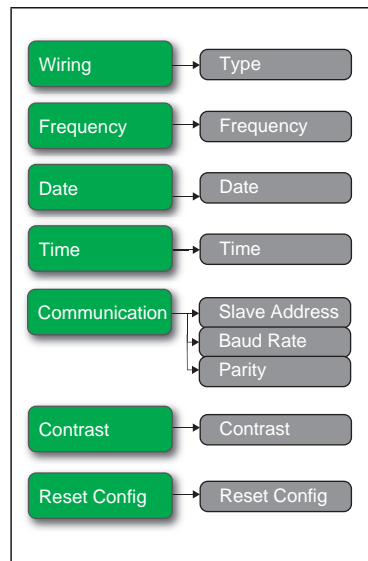 Wiring
Type
Frequency
Frequency
Date
Date
Time
Time
Communication
Slave Address
Baud Rate
Parity
Contrast
Contrast
Reset Config
Reset Config